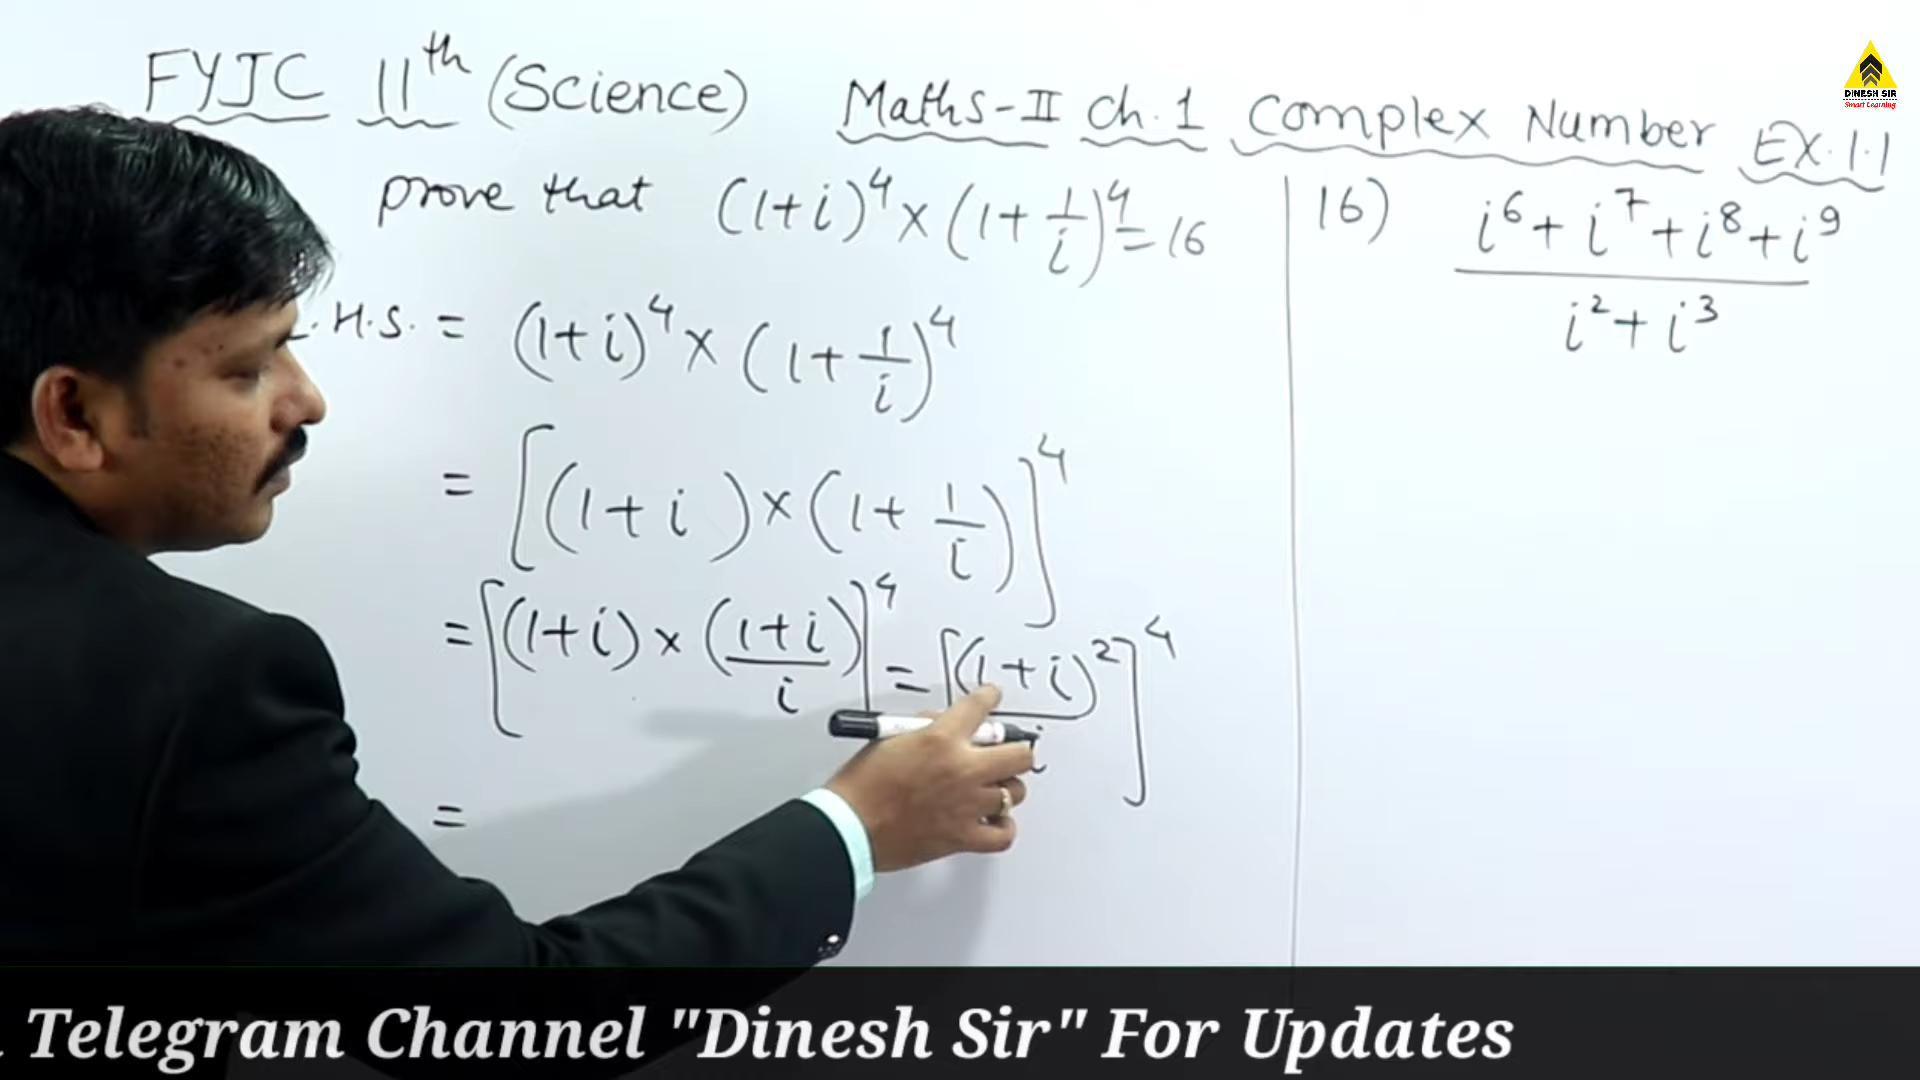 FYJC 11th (Science) Maths-II Ch.1 Complex Number EX.1.1
DINESH SIR
Smart Learning
prove that (1+i)⁴ × (1+1/i)⁴ = 16
.H.S. = (1+i)⁴ × (1+1/i)⁴
= [(1+i) × (1+1/i)]⁴
= [(1+i) × ((1+i)/i)]⁴ = [(1+i)²/i]⁴
=
16) (i⁶+i⁷+i⁸+i⁹)/(i²+i³)
Telegram Channel "Dinesh Sir" For Updates